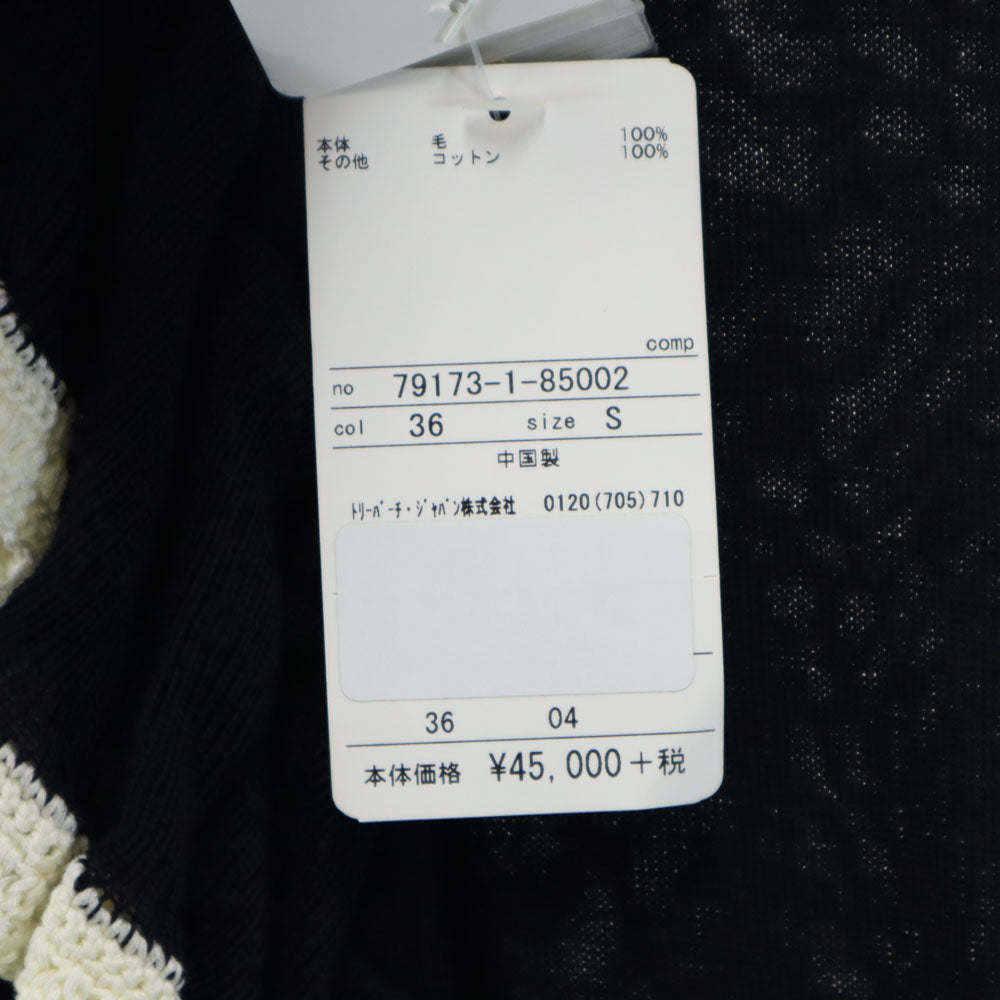 本体 毛 100%
その他 コットン 100%
comp
no 79173-1-85002
col 36 size S
中国製
ﾄﾘｰﾊﾞｰﾁ・ｼﾞｬﾊﾟﾝ株式会社 0120(705)710
36 04
本体価格 ¥45,000+税